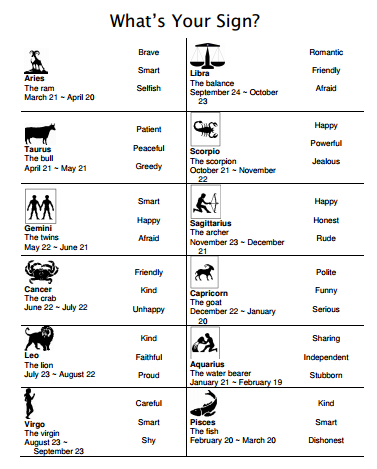 What's Your Sign?
Aries
The ram
March 21 ~ April 20
Brave
Smart
Selfish
Libra
The balance
September 24 ~ October
23
Romantic
Friendly
Afraid
Taurus
The bull
April 21 ~ May 21
Patient
Peaceful
Greedy
Scorpio
The scorpion
October 21 ~ November
22
Happy
Powerful
Jealous
Gemini
The twins
May 22 ~ June 21
Smart
Happy
Afraid
Sagittarius
The archer
November 23 ~ December
21
Happy
Honest
Rude
Cancer
The crab
June 22 ~ July 22
Friendly
Kind
Unhappy
Capricorn
The goat
December 22 ~ January
20
Polite
Funny
Serious
Leo
The lion
July 23 ~ August 22
Kind
Faithful
Proud
Aquarius
The water bearer
January 21 ~ February 19
Sharing
Independent
Stubborn
Virgo
The virgin
August 23 ~
September 23
Careful
Smart
Shy
Pisces
The fish
February 20 ~ March 20
Kind
Smart
Dishonest